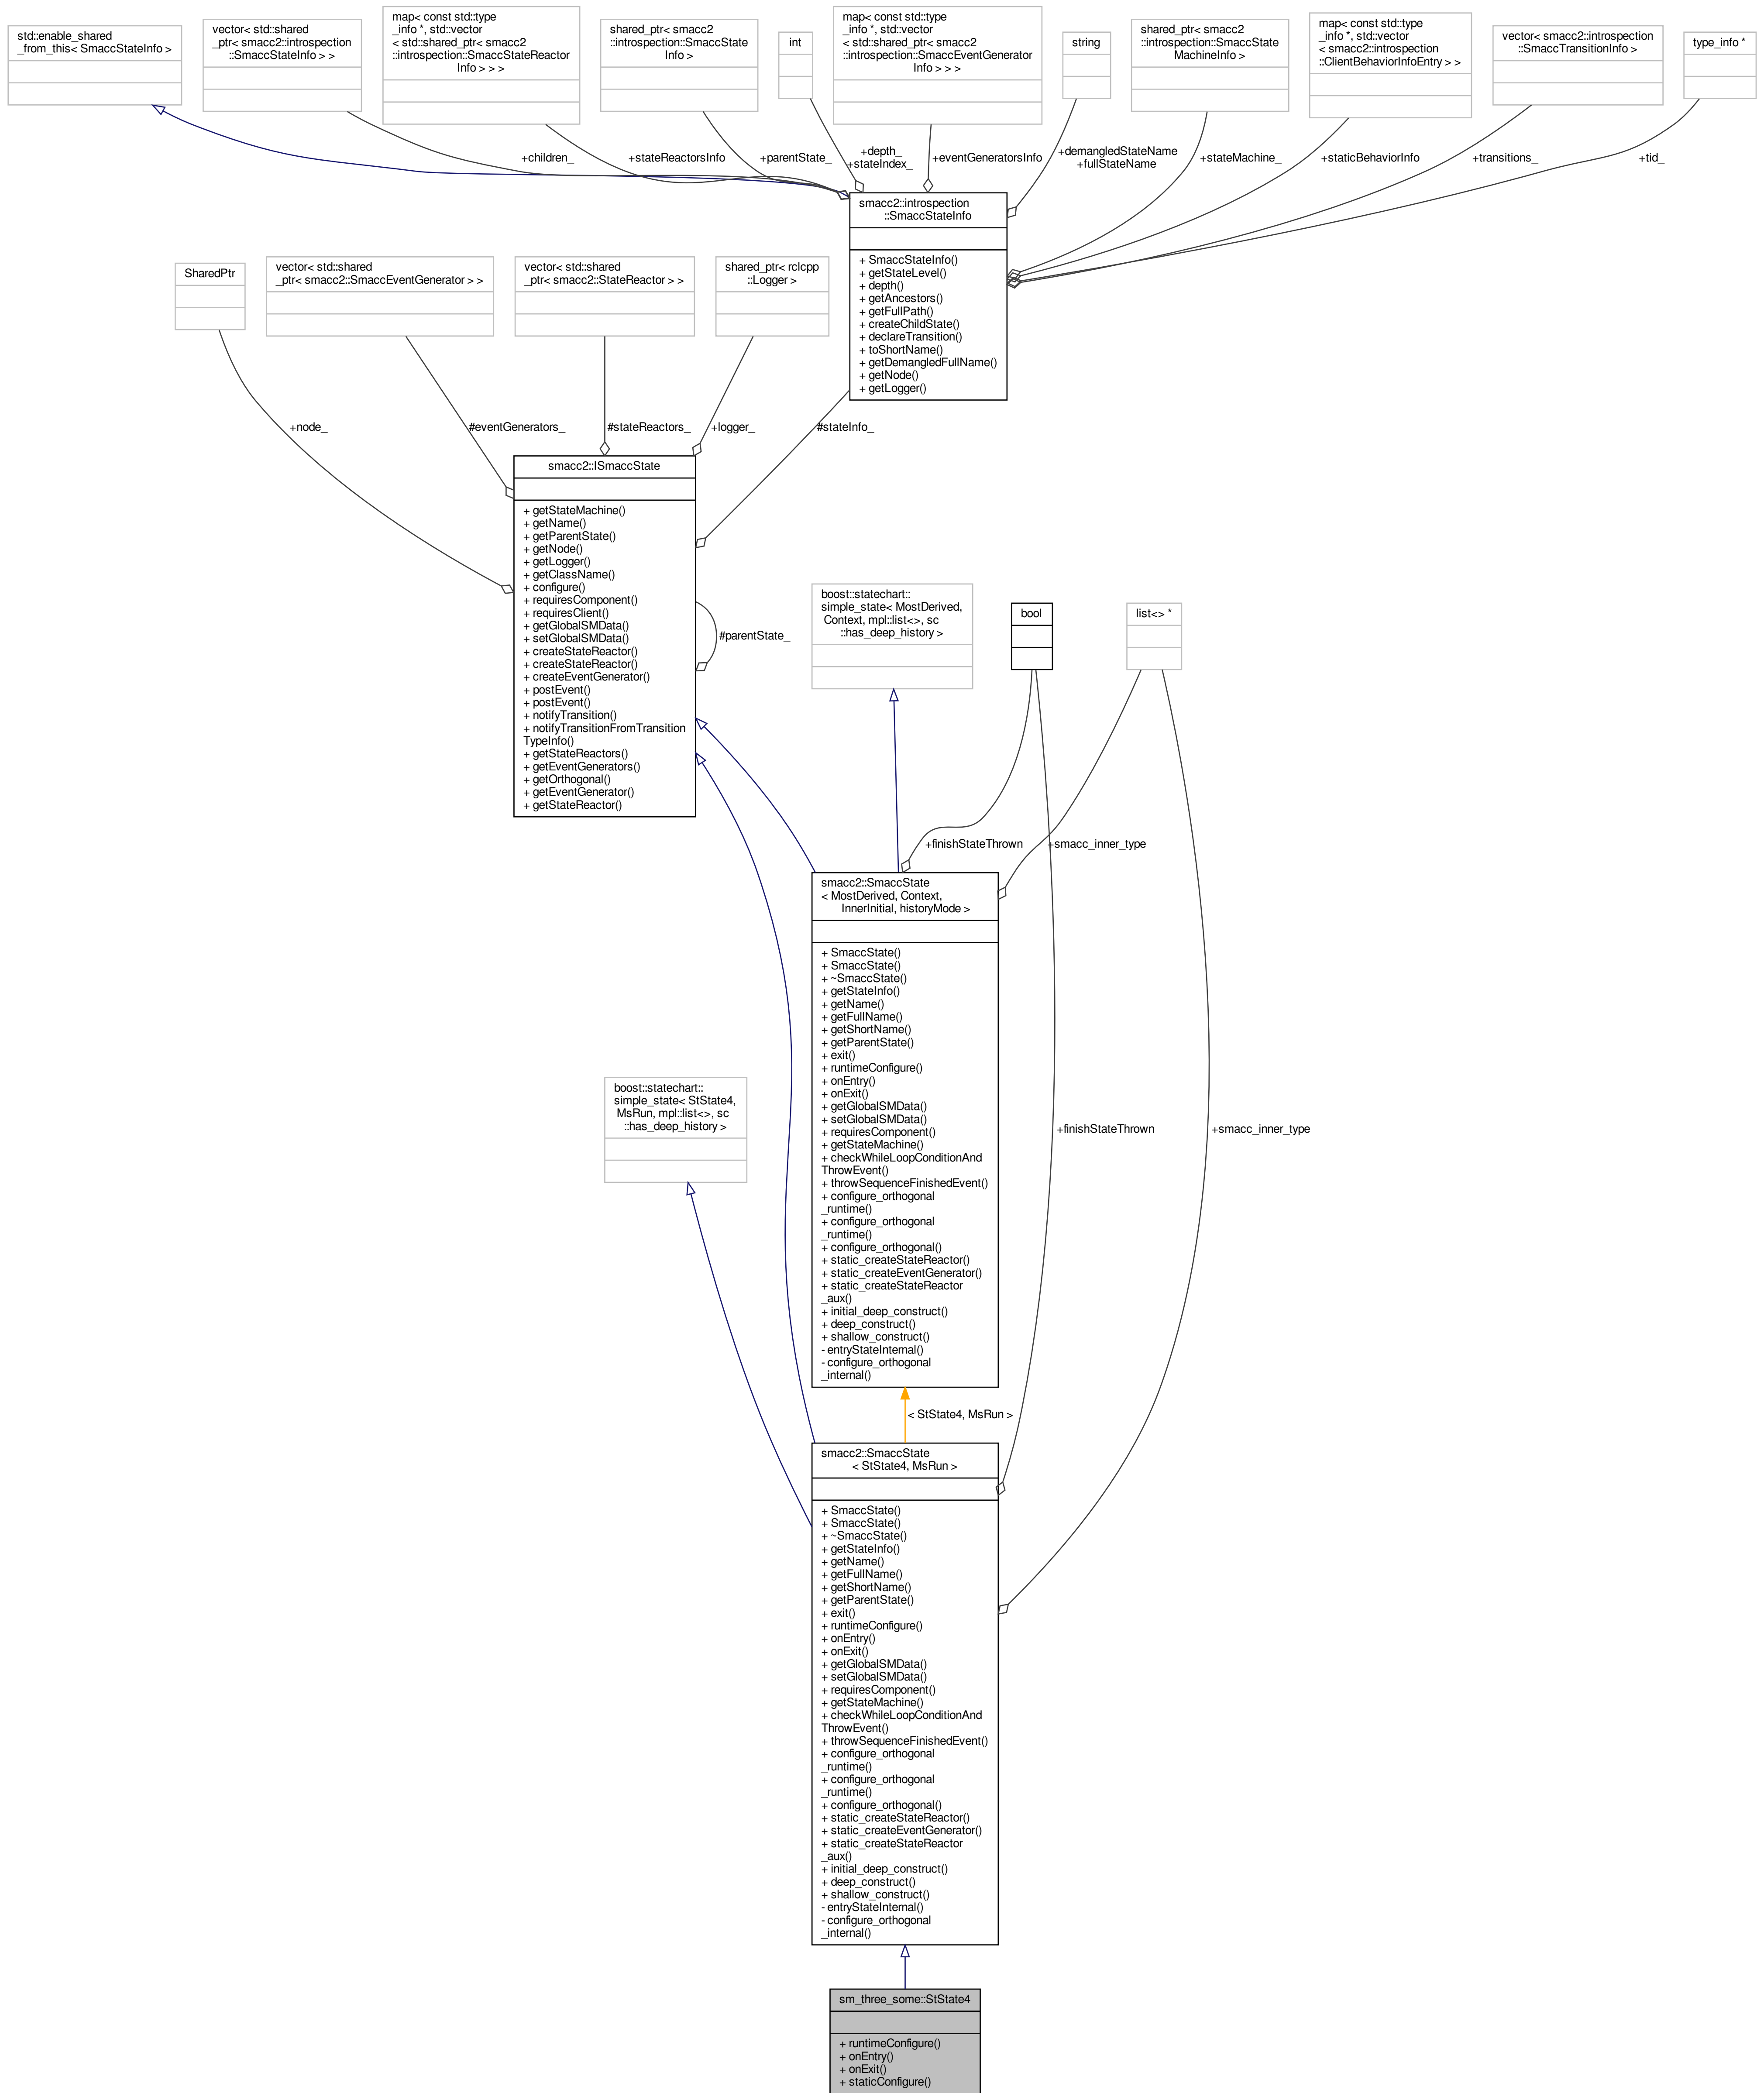 std::enable_shared
_from_this< SmaccStateInfo >
vector< std::shared
_ptr< smacc2::introspection
::SmaccStateInfo > >
map< const std::type
_info *, std::vector
< std::shared_ptr< smacc2
::introspection::SmaccStateReactor
Info > > >
shared_ptr< smacc2
::introspection::SmaccState
Info >
int
map< const std::type
_info *, std::vector
< std::shared_ptr< smacc2
::introspection::SmaccEventGenerator
Info > > >
string
shared_ptr< smacc2
::introspection::SmaccState
MachineInfo >
map< const std::type
_info *, std::vector
< smacc2::introspection
::ClientBehaviorInfoEntry > >
vector< smacc2::introspection
::SmaccTransitionInfo >
type_info *
+children_
+stateReactorsInfo
+parentState_
+depth_
+stateIndex_
+eventGeneratorsInfo
+demangledStateName
+fullStateName
+stateMachine_
+staticBehaviorInfo
+transitions_
+tid_
smacc2::introspection
::SmaccStateInfo
+ SmaccStateInfo()
+ getStateLevel()
+ depth()
+ getAncestors()
+ getFullPath()
+ createChildState()
+ declareTransition()
+ toShortName()
+ getDemangledFullName()
+ getNode()
+ getLogger()
SharedPtr
vector< std::shared
_ptr< smacc2::SmaccEventGenerator > >
vector< std::shared
_ptr< smacc2::StateReactor > >
shared_ptr< rclcpp
::Logger >
+node_
#eventGenerators_
#stateReactors_
+logger_
#stateInfo_
smacc2::ISmaccState
+ getStateMachine()
+ getName()
+ getParentState()
+ getNode()
+ getLogger()
+ getClassName()
+ configure()
+ requiresComponent()
+ requiresClient()
+ getGlobalSMData()
+ setGlobalSMData()
+ createStateReactor()
+ createStateReactor()
+ createEventGenerator()
+ postEvent()
+ postEvent()
+ notifyTransition()
+ notifyTransitionFromTransition
TypeInfo()
+ getStateReactors()
+ getEventGenerators()
+ getOrthogonal()
+ getEventGenerator()
+ getStateReactor()
#parentState_
boost::statechart::
simple_state< MostDerived,
Context, mpl::list<>, sc
::has_deep_history >
bool
list<> *
+finishStateThrown
+smacc_inner_type
smacc2::SmaccState
< MostDerived, Context,
InnerInitial, historyMode >
+ SmaccState()
+ SmaccState()
+ ~SmaccState()
+ getStateInfo()
+ getName()
+ getFullName()
+ getShortName()
+ getParentState()
+ exit()
+ runtimeConfigure()
+ onEntry()
+ onExit()
+ getGlobalSMData()
+ setGlobalSMData()
+ requiresComponent()
+ getStateMachine()
+ checkWhileLoopConditionAnd
ThrowEvent()
+ throwSequenceFinishedEvent()
+ configure_orthogonal
_runtime()
+ configure_orthogonal
_runtime()
+ configure_orthogonal()
+ static_createStateReactor()
+ static_createEventGenerator()
+ static_createStateReactor
_aux()
+ initial_deep_construct()
+ deep_construct()
+ shallow_construct()
- entryStateInternal()
- configure_orthogonal
_internal()
boost::statechart::
simple_state< StState4,
MsRun, mpl::list<>, sc
::has_deep_history >
+finishStateThrown
+smacc_inner_type
< StState4, MsRun >
smacc2::SmaccState
< StState4, MsRun >
+ SmaccState()
+ SmaccState()
+ ~SmaccState()
+ getStateInfo()
+ getName()
+ getFullName()
+ getShortName()
+ getParentState()
+ exit()
+ runtimeConfigure()
+ onEntry()
+ onExit()
+ getGlobalSMData()
+ setGlobalSMData()
+ requiresComponent()
+ getStateMachine()
+ checkWhileLoopConditionAnd
ThrowEvent()
+ throwSequenceFinishedEvent()
+ configure_orthogonal
_runtime()
+ configure_orthogonal
_runtime()
+ configure_orthogonal()
+ static_createStateReactor()
+ static_createEventGenerator()
+ static_createStateReactor
_aux()
+ initial_deep_construct()
+ deep_construct()
+ shallow_construct()
- entryStateInternal()
- configure_orthogonal
_internal()
sm_three_some::StState4
+ runtimeConfigure()
+ onEntry()
+ onExit()
+ staticConfigure()